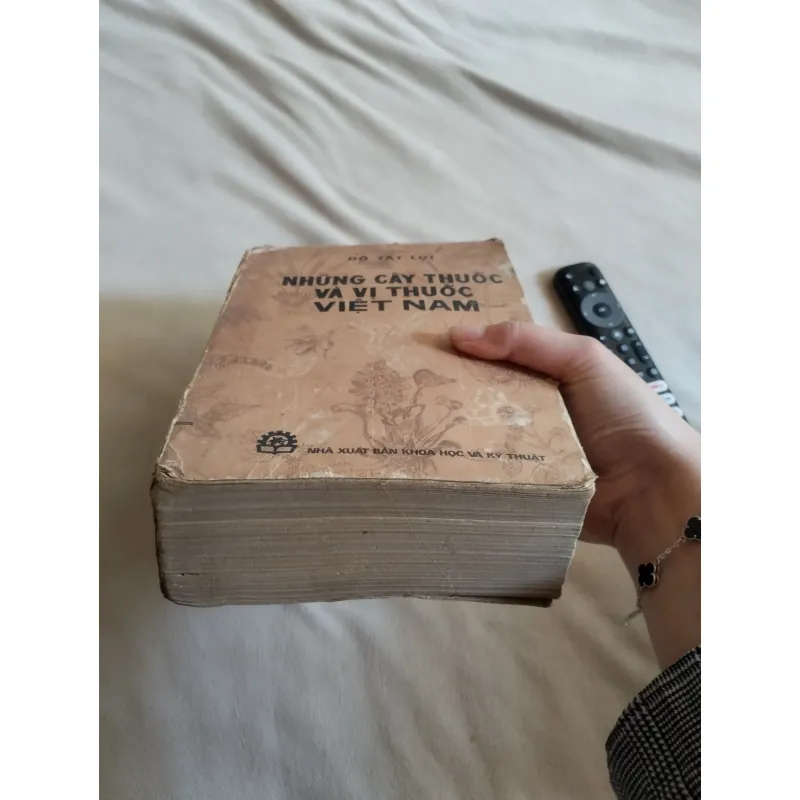 ĐỖ TẤT LỢI
NHỮNG CÂY THUỐC
VÀ VỊ THUỐC
VIỆT NAM
NHÀ XUẤT BẢN KHOA HỌC VÀ KỸ THUẬT